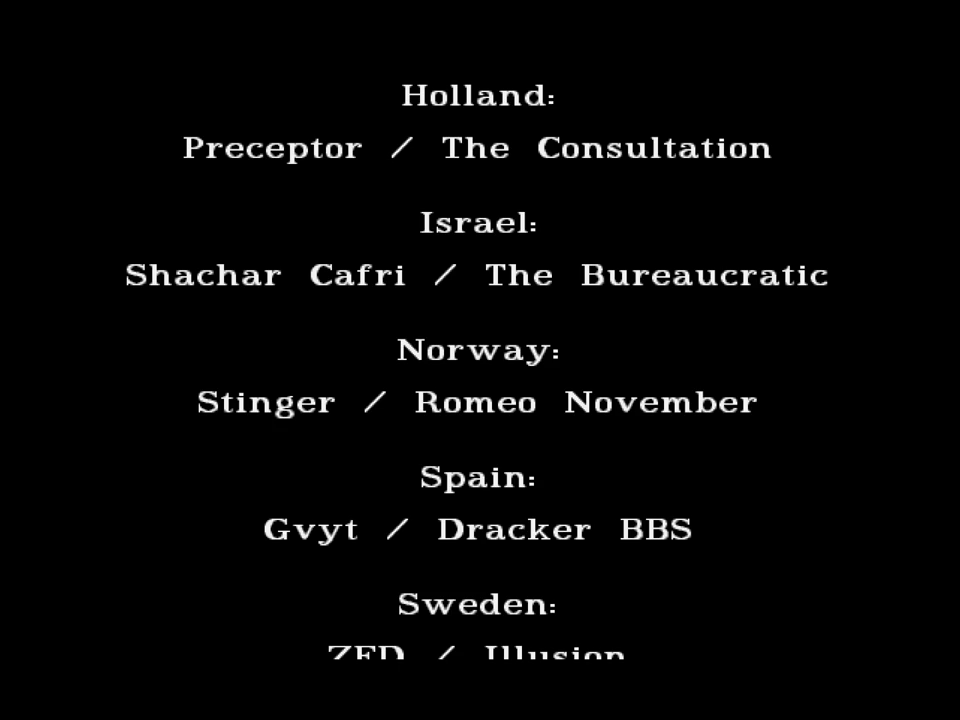 Holland:
Preceptor / The Consultation
Israel:
Shachar Cafri / The Bureaucratic
Norway:
Stinger / Romeo November
Spain:
Gvyt / Dracker BBS
Sweden:
ZED / Illusion